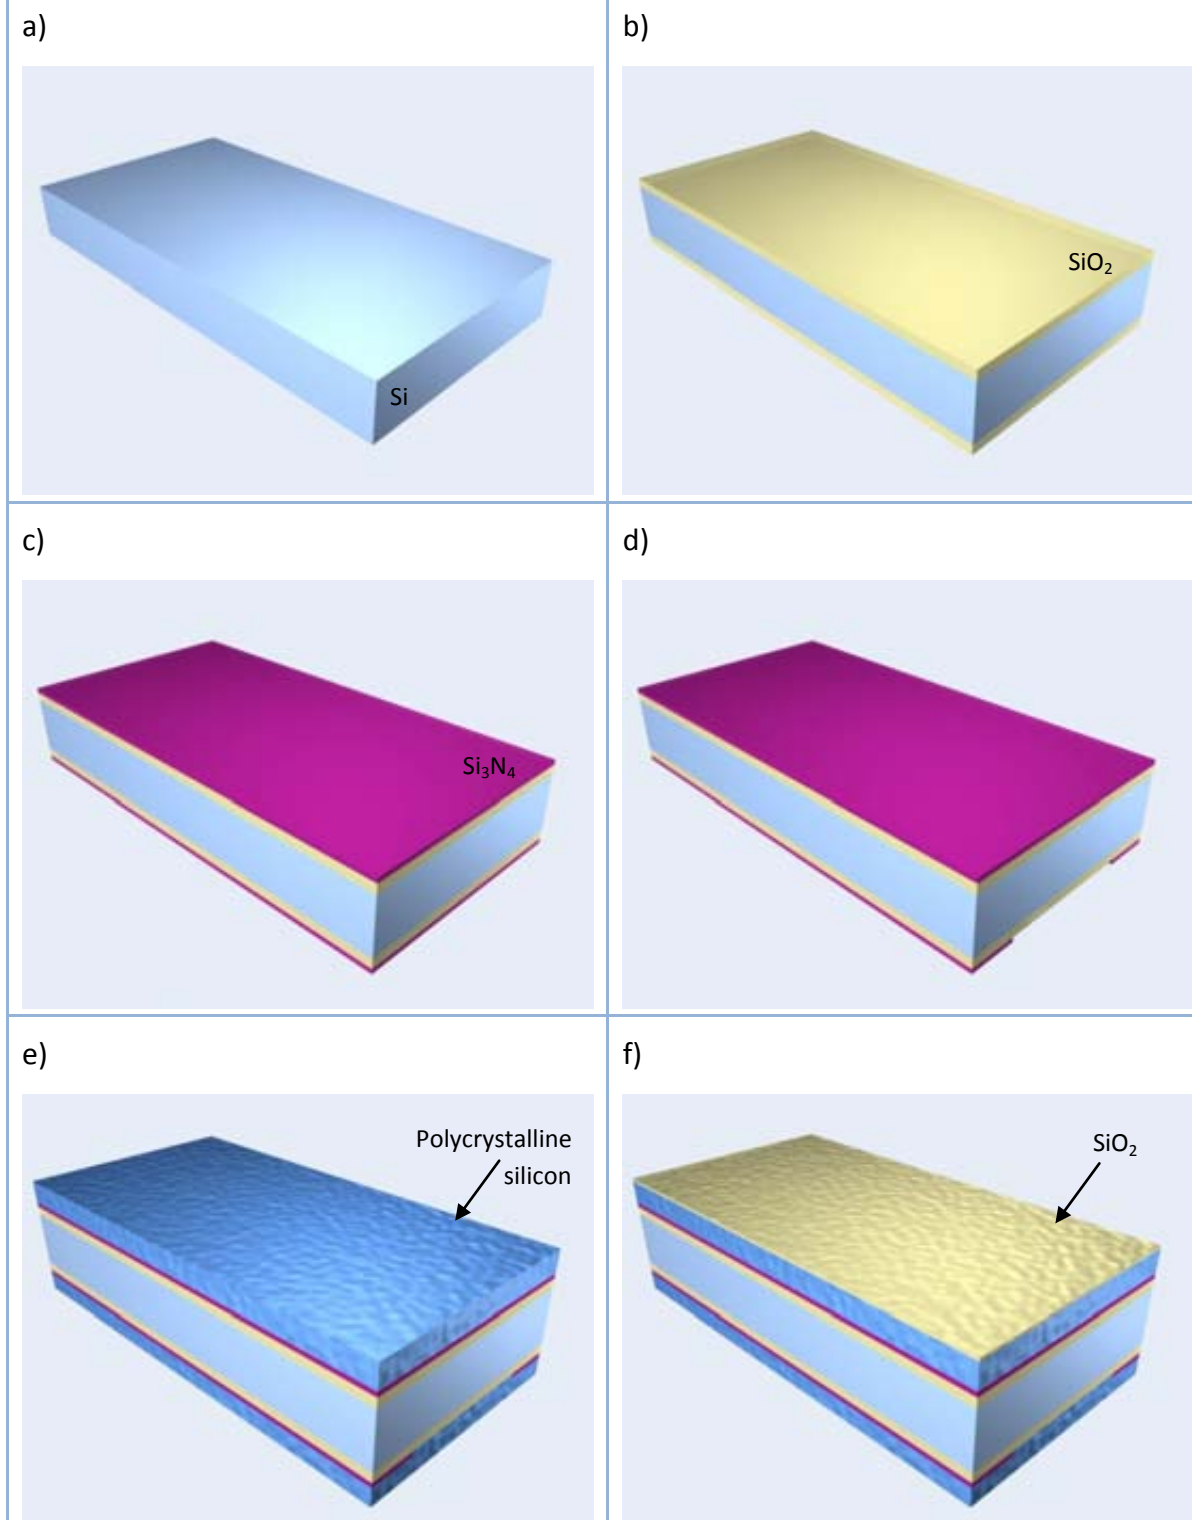 a)
b)
Si
SiO₂
c)
d)
Si₃N₄
e)
f)
Polycrystalline
silicon
SiO₂